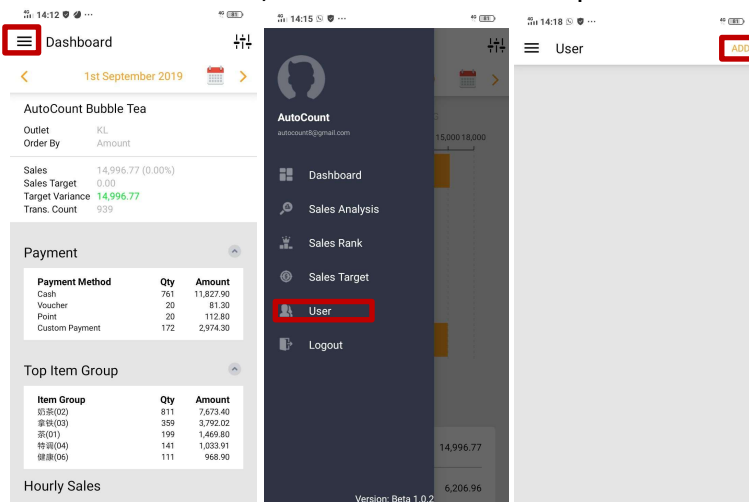 14:12
81
Dashboard
1st September 2019
AutoCount Bubble Tea
Outlet KL
Order By Amount
Sales 14,996.77 (0.00%)
Sales Target 0.00
Target Variance 14,996.77
Trans. Count 939
Payment
Payment Method Qty Amount
Cash 761 11,827.90
Voucher 20 81.30
Point 20 112.80
Custom Payment 172 2,974.30
Top Item Group
Item Group Qty Amount
奶茶(02) 811 7,673.40
拿铁(03) 359 3,792.02
茶(01) 199 1,469.80
特调(04) 141 1,033.91
健康(06) 111 968.90
Hourly Sales
14:15
81
AutoCount
autocount8@gmail.com
15,000 18,000
Dashboard
Sales Analysis
Sales Rank
Sales Target
User
Logout
14,996.77
6,206.96
Version: Beta 1.0.2
14:18
81
User
ADD